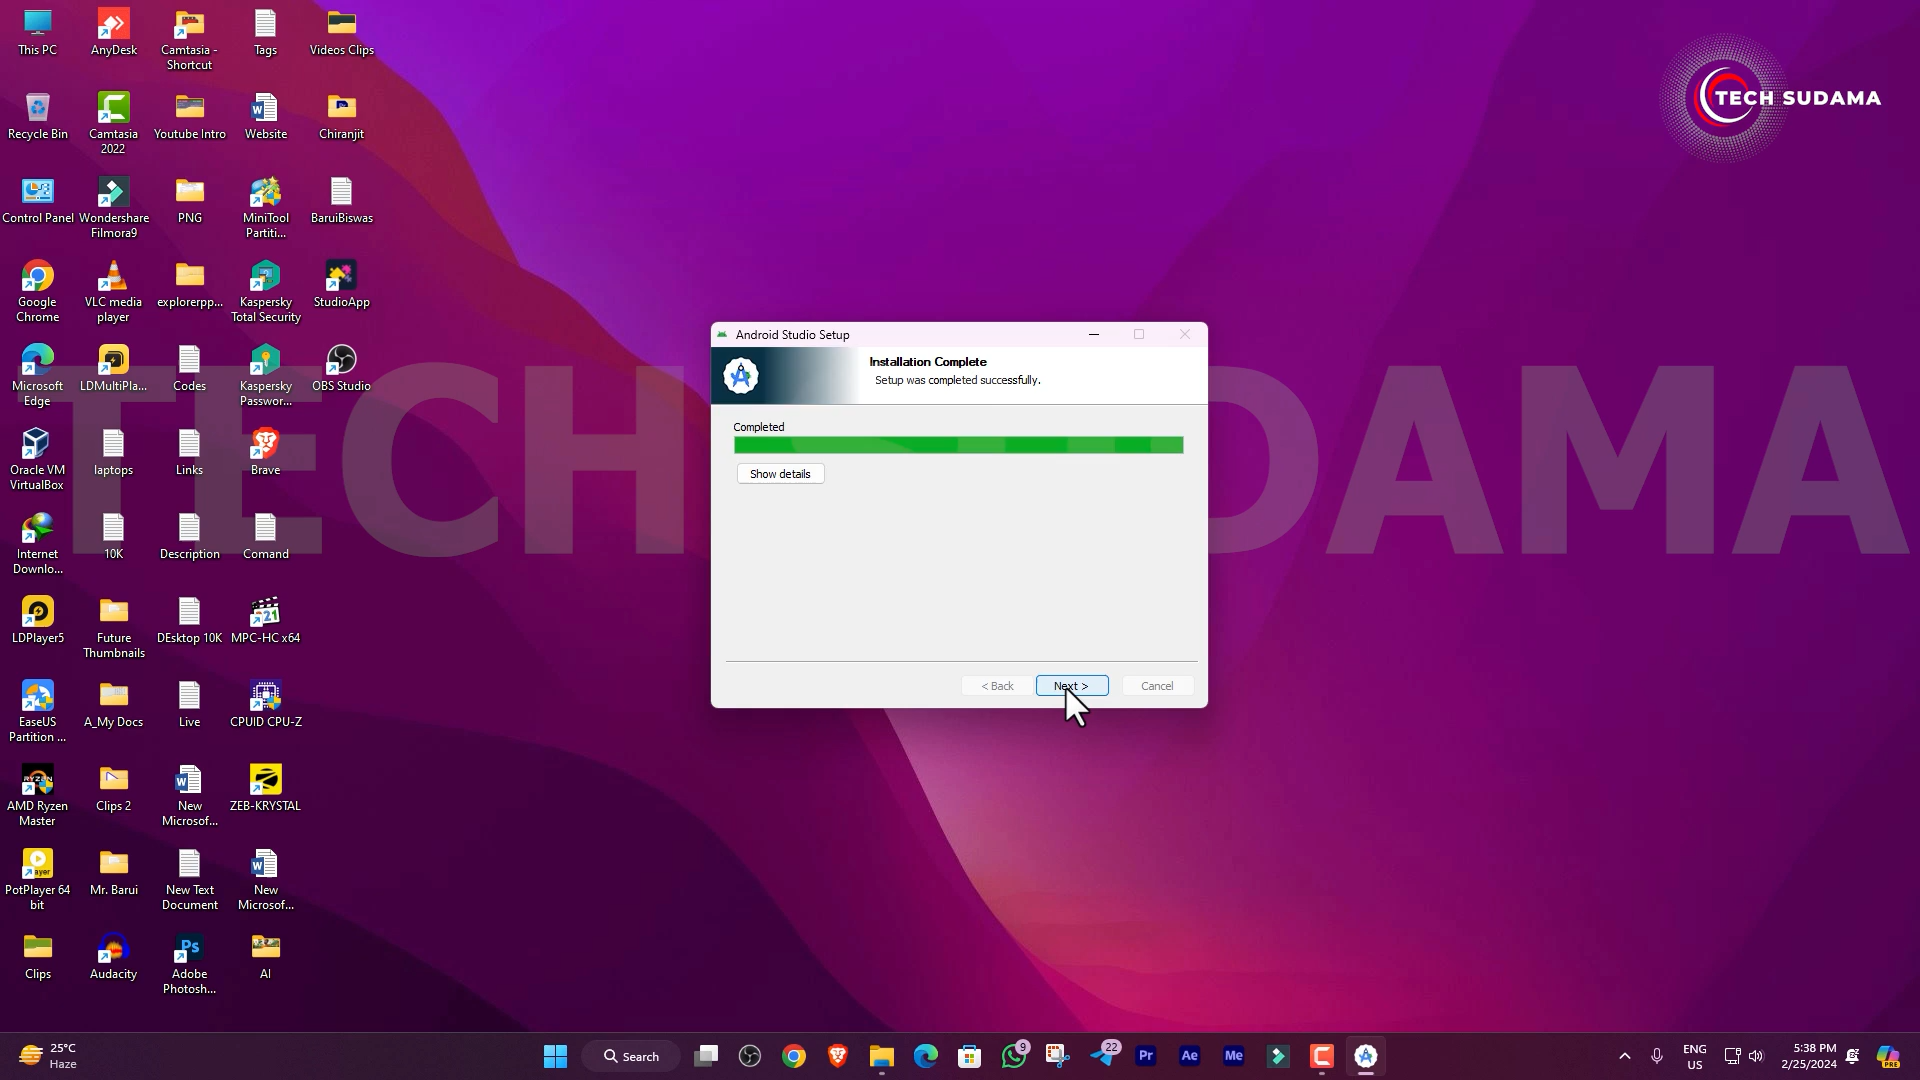 This PC
AnyDesk
Camtasia -
Shortcut
Tags
Videos Clips
Recycle Bin
Camtasia
2022
Youtube Intro
Website
Chiranjit
Control Panel
Wondershare
Filmora9
PNG
MiniTool
Partiti...
BaruiBiswas
Google
Chrome
VLC media
player
explorerpp...
Kaspersky
Total Security
StudioApp
Microsoft
Edge
LDMultiPla...
Codes
Kaspersky
Passwor...
OBS Studio
Oracle VM
VirtualBox
laptops
Links
Brave
Internet
Downlo...
10K
Description
Comand
LDPlayer5
Future
Thumbnails
DEsktop 10K
MPC-HC x64
EaseUS
Partition ...
A_My Docs
Live
CPUID CPU-Z
AMD Ryzen
Master
Clips 2
New
Microsof...
ZEB-KRYSTAL
PotPlayer 64
bit
Mr. Barui
New Text
Document
New
Microsof...
Clips
Audacity
Adobe
Photosh...
AI
TECH SUDAMA
TECH DAMA
Android Studio Setup
Installation Complete
Setup was completed successfully.
Completed
Show details
< Back
Next >
Cancel
25°C
Haze
Search
9
22
Pr
Ae
Me
ENG
US
5:38 PM
2/25/2024
PRE